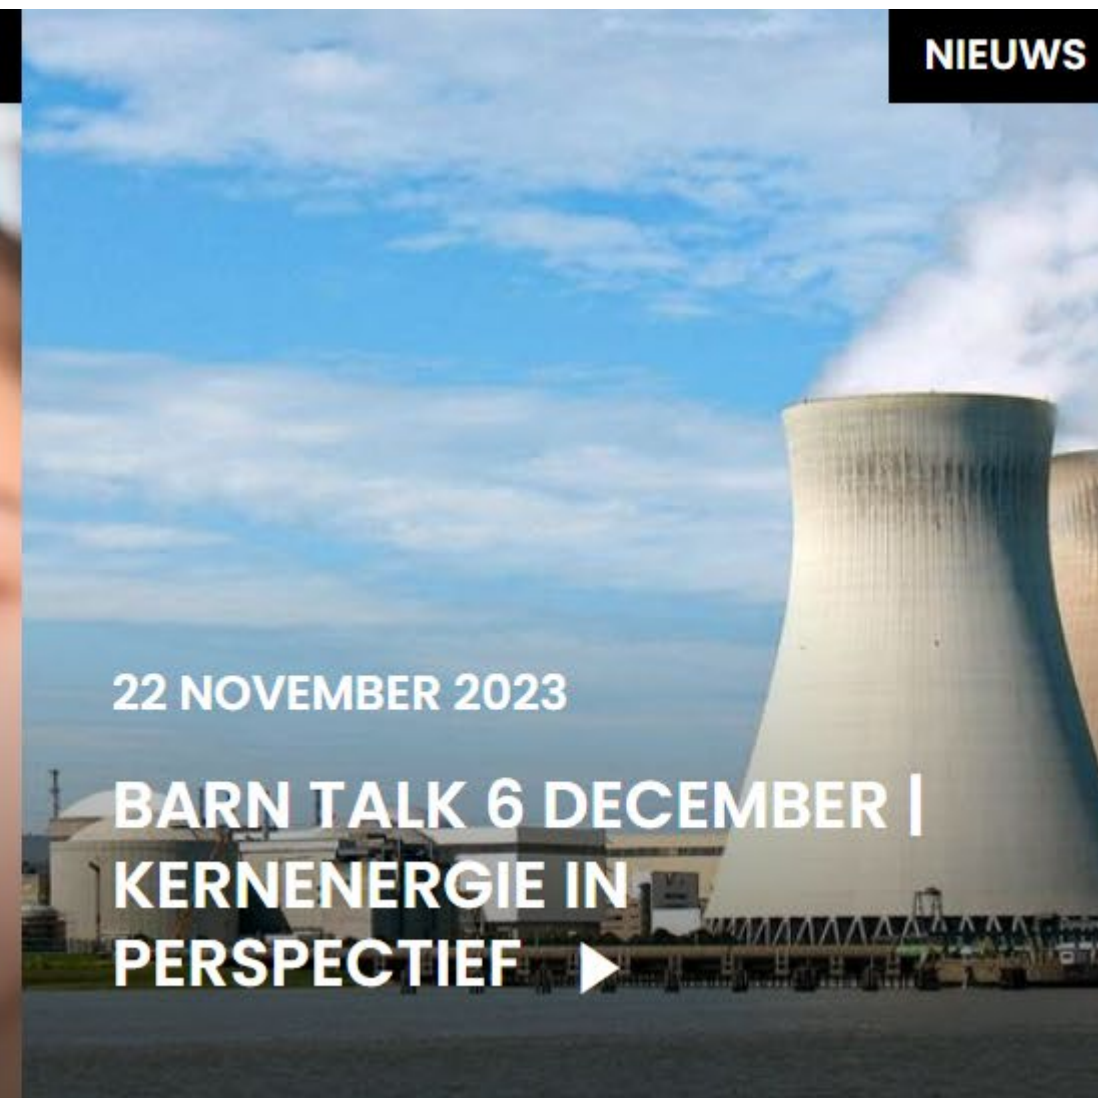 NIEUWS
22 NOVEMBER 2023
BARN TALK 6 DECEMBER |
KERNENERGIE IN
PERSPECTIEF